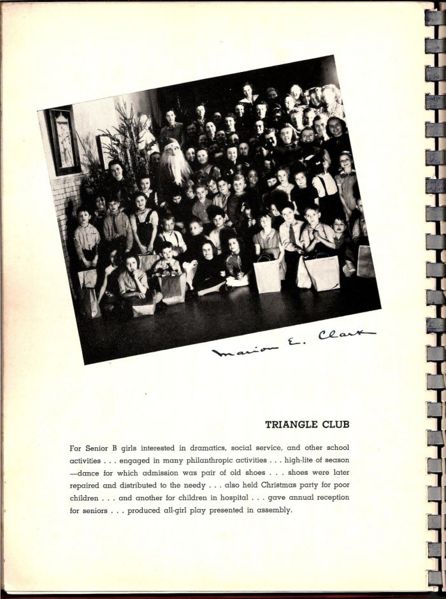 Marion E. Clark
TRIANGLE CLUB
For Senior B girls interested in dramatics, social service, and other school
activities . . . engaged in many philanthropic activities . . . high-lite of season
—dance for which admission was pair of old shoes . . . shoes were later
repaired and distributed to the needy . . . also held Christmas party for poor
children . . . and another for children in hospital . . . gave annual reception
for seniors . . . produced all-girl play presented in assembly.